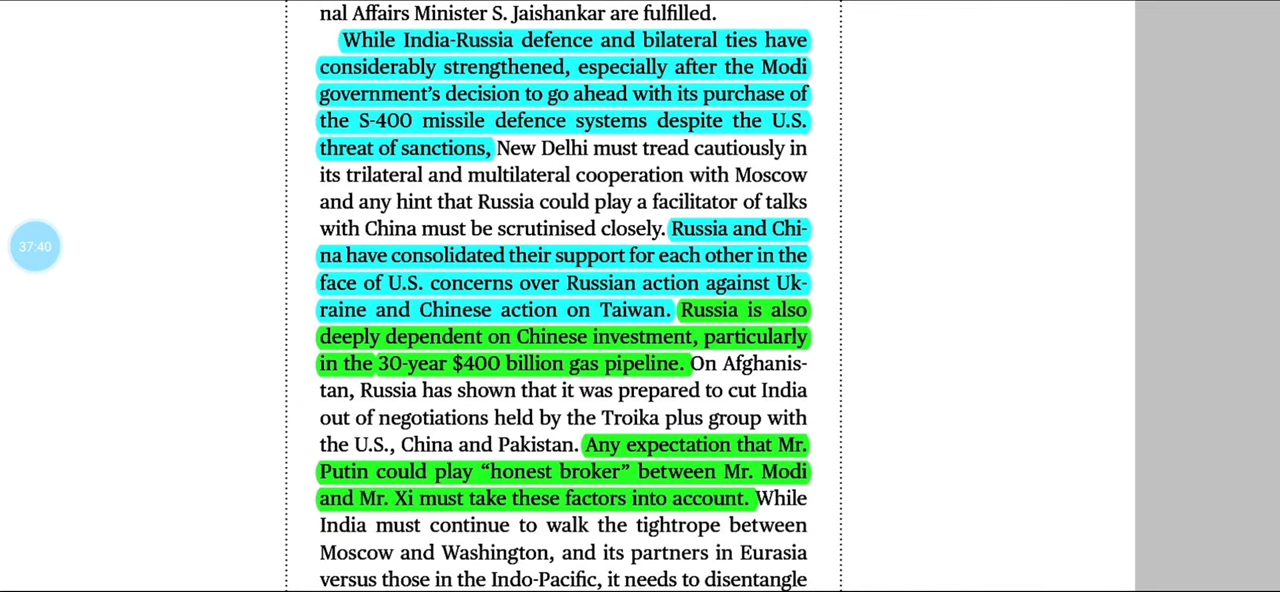 nal Affairs Minister S. Jaishankar are fulfilled.
While India-Russia defence and bilateral ties have
considerably strengthened, especially after the Modi
government’s decision to go ahead with its purchase of
the S-400 missile defence systems despite the U.S.
threat of sanctions, New Delhi must tread cautiously in
its trilateral and multilateral cooperation with Moscow
and any hint that Russia could play a facilitator of talks
with China must be scrutinised closely. Russia and Chi-
na have consolidated their support for each other in the
face of U.S. concerns over Russian action against Uk-
raine and Chinese action on Taiwan. Russia is also
deeply dependent on Chinese investment, particularly
in the 30-year $400 billion gas pipeline. On Afghanis-
tan, Russia has shown that it was prepared to cut India
out of negotiations held by the Troika plus group with
the U.S., China and Pakistan. Any expectation that Mr.
Putin could play “honest broker” between Mr. Modi
and Mr. Xi must take these factors into account. While
India must continue to walk the tightrope between
Moscow and Washington, and its partners in Eurasia
versus those in the Indo-Pacific, it needs to disentangle
37:40